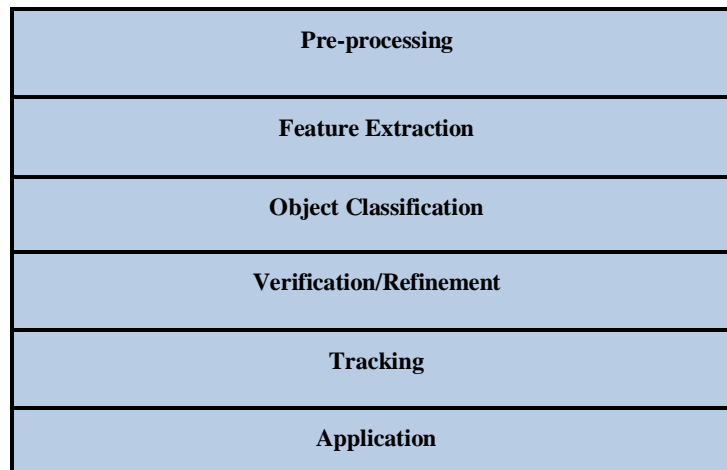 Pre-processing
Feature Extraction
Object Classification
Verification/Refinement
Tracking
Application